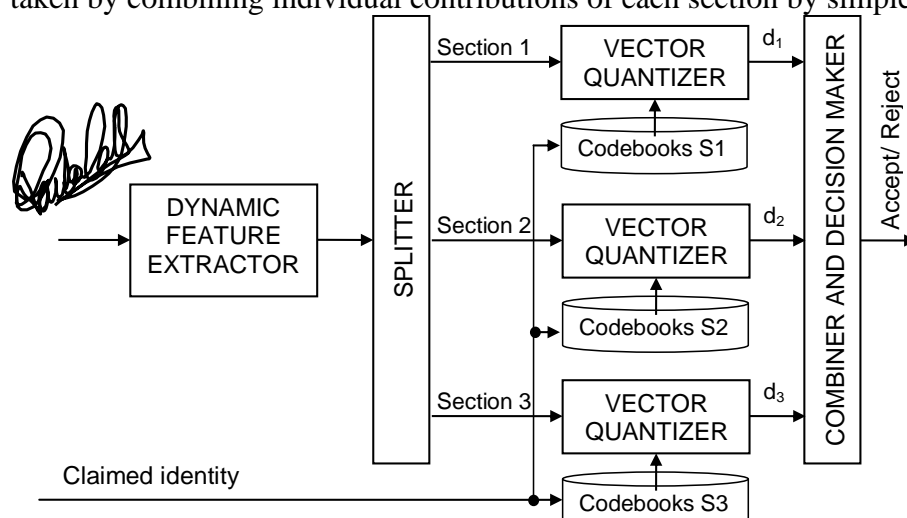 taken by combining individual contributions of each section by simple
Section 1
VECTOR
QUANTIZER
d1
Codebooks S1
DYNAMIC
FEATURE
EXTRACTOR
SPLITTER
Section 2
VECTOR
QUANTIZER
d2
Codebooks S2
Section 3
VECTOR
QUANTIZER
d3
Codebooks S3
COMBINER AND DECISION MAKER
Accept/ Reject
Claimed identity